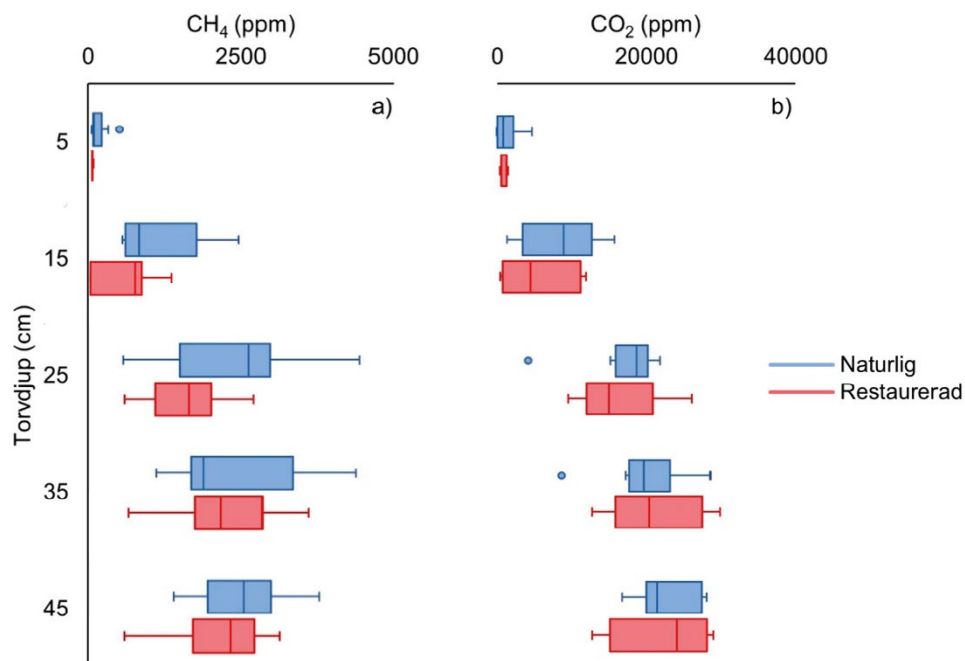 CH₄ (ppm)
0 2500 5000
a)
CO₂ (ppm)
0 20000 40000
b)
Torvdjup (cm)
5
15
25
35
45
Naturlig
Restaurerad